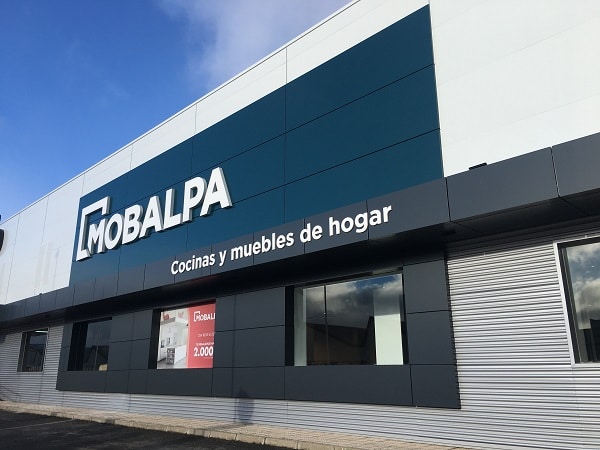 MOBALPA
Cocinas y muebles de hogar
MOBALPA
2.000